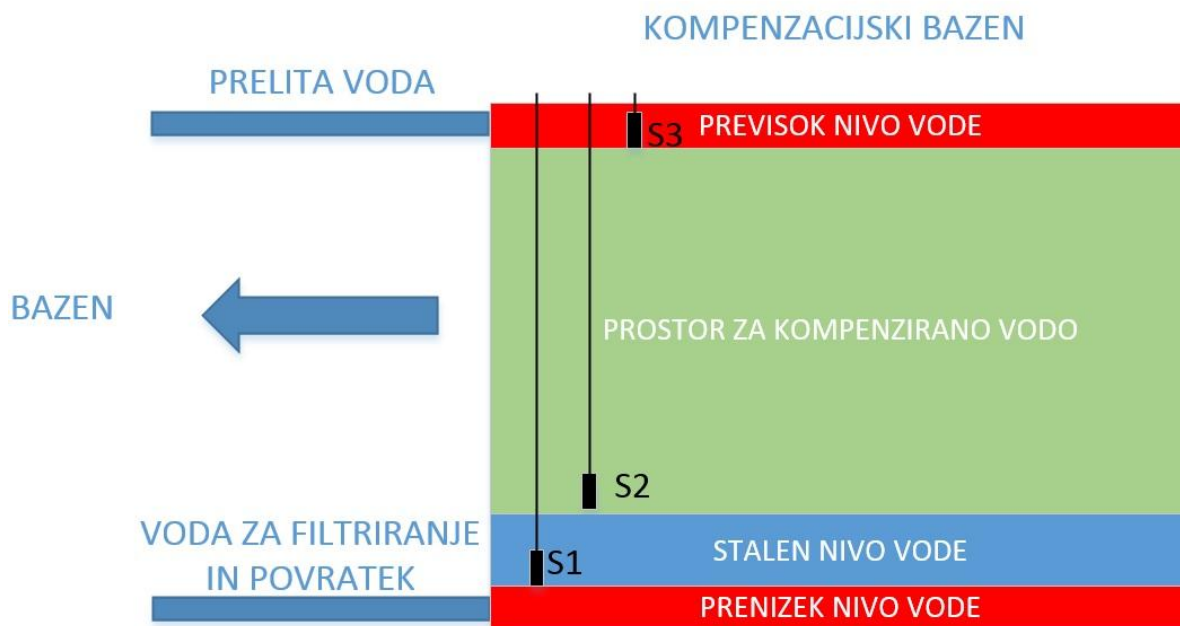 KOMPENZACIJSKI BAZEN
PRELITA VODA
PREVISOK NIVO VODE
S3
BAZEN
PROSTOR ZA KOMPENZIRANO VODO
S2
VODA ZA FILTRIRANJE
IN POVRATEK
STALEN NIVO VODE
S1
PRENIZEK NIVO VODE